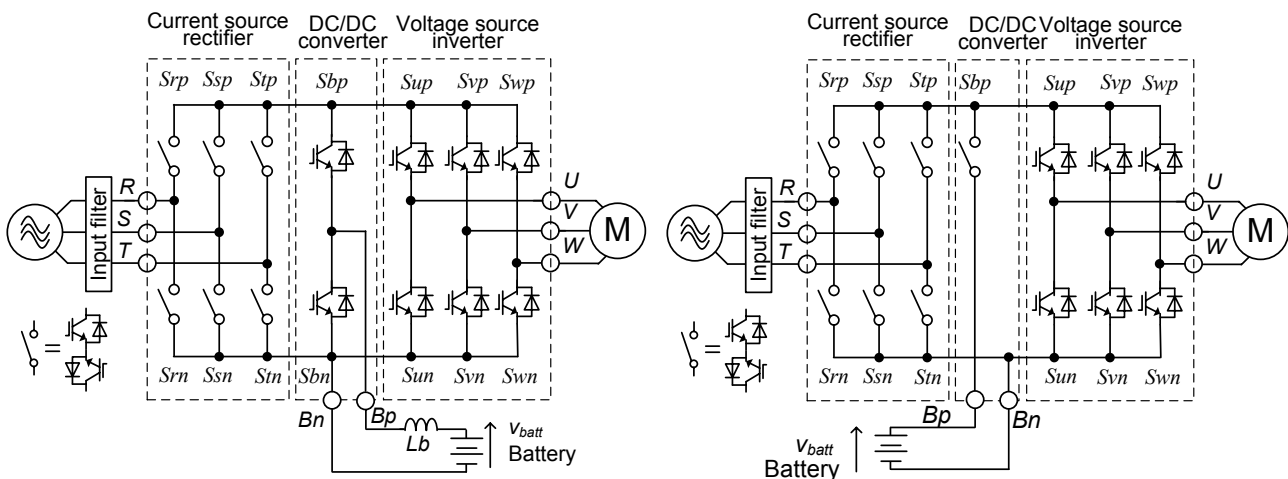 Current source
rectifier
DC/DC
converter
Voltage source
inverter
Srp Ssp Stp Sbp Sup Svp Swp
R
S
T
Input filter
U
V
W
M
=
Srn Ssn Stn Sbn Sun Svn Swn
Bn Bp
Lb
vbatt
Battery
Current source
rectifier
DC/DC
converter
Voltage source
inverter
Srp Ssp Stp Sbp Sup Svp Swp
R
S
T
Input filter
U
V
W
M
=
Srn Ssn Stn Sun Svn Swn
Bp Bn
vbatt
Battery